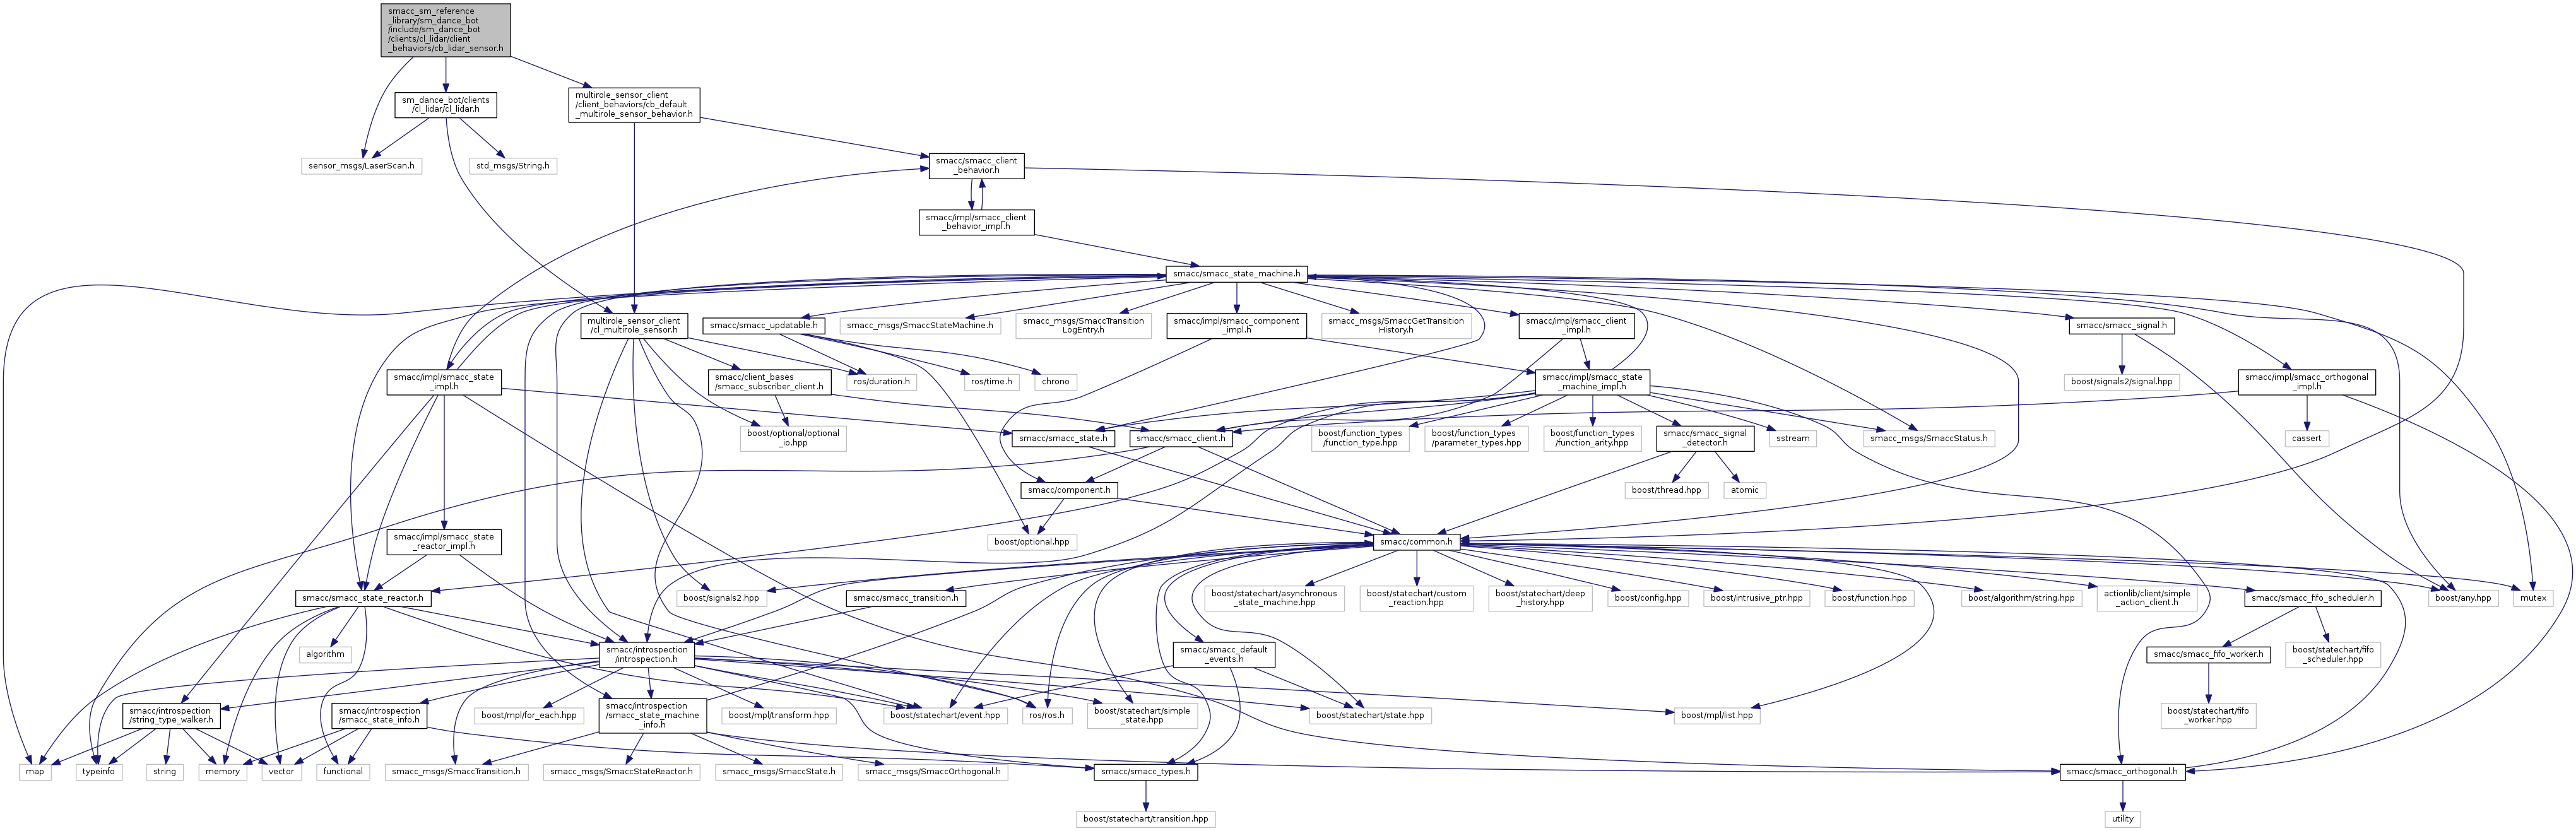 smacc_sm_reference
_library/sm_dance_bot
/include/sm_dance_bot
/clients/cl_lidar/client
_behaviors/cb_lidar_sensor.h
sm_dance_bot/clients
/cl_lidar/cl_lidar.h
multirole_sensor_client
/client_behaviors/cb_default
_multirole_sensor_behavior.h
sensor_msgs/LaserScan.h
std_msgs/String.h
smacc/smacc_client
_behavior.h
smacc/impl/smacc_client
_behavior_impl.h
smacc/smacc_state_machine.h
multirole_sensor_client
/cl_multirole_sensor.h
smacc/smacc_updatable.h
smacc_msgs/SmaccStateMachine.h
smacc_msgs/SmaccTransition
LogEntry.h
smacc/impl/smacc_component
_impl.h
smacc_msgs/SmaccGetTransition
History.h
smacc/impl/smacc_client
_impl.h
smacc/smacc_signal.h
smacc/impl/smacc_state
_impl.h
smacc/client_bases
/smacc_subscriber_client.h
ros/duration.h
ros/time.h
chrono
smacc/impl/smacc_state
_machine_impl.h
boost/signals2/signal.hpp
smacc/impl/smacc_orthogonal
_impl.h
boost/optional/optional
_io.hpp
smacc/smacc_state.h
smacc/smacc_client.h
boost/function_types
/function_type.hpp
boost/function_types
/parameter_types.hpp
boost/function_types
/function_arity.hpp
smacc/smacc_signal
_detector.h
sstream
smacc_msgs/SmaccStatus.h
cassert
smacc/component.h
boost/thread.hpp
atomic
smacc/impl/smacc_state
_reactor_impl.h
boost/optional.hpp
smacc/common.h
smacc/smacc_state_reactor.h
boost/signals2.hpp
smacc/smacc_transition.h
boost/statechart/asynchronous
_state_machine.hpp
boost/statechart/custom
_reaction.hpp
boost/statechart/deep
_history.hpp
boost/config.hpp
boost/intrusive_ptr.hpp
boost/function.hpp
boost/algorithm/string.hpp
actionlib/client/simple
_action_client.h
smacc/smacc_fifo_scheduler.h
boost/any.hpp
mutex
algorithm
smacc/introspection
/introspection.h
smacc/smacc_default
_events.h
smacc/smacc_fifo_worker.h
boost/statechart/fifo
_scheduler.hpp
smacc/introspection
/string_type_walker.h
smacc/introspection
/smacc_state_info.h
boost/mpl/for_each.hpp
smacc/introspection
/smacc_state_machine
_info.h
boost/mpl/transform.hpp
boost/statechart/event.hpp
ros/ros.h
boost/statechart/simple
_state.hpp
boost/statechart/state.hpp
boost/mpl/list.hpp
boost/statechart/fifo
_worker.hpp
map
typeinfo
string
memory
vector
functional
smacc_msgs/SmaccTransition.h
smacc_msgs/SmaccStateReactor.h
smacc_msgs/SmaccState.h
smacc_msgs/SmaccOrthogonal.h
smacc/smacc_types.h
smacc/smacc_orthogonal.h
boost/statechart/transition.hpp
utility